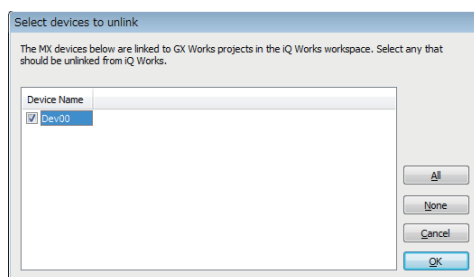 Select devices to unlink
The MX devices below are linked to GX Works projects in the iQ Works workspace. Select any that
should be unlinked from iQ Works.
Device Name
Dev00
All
None
Cancel
OK